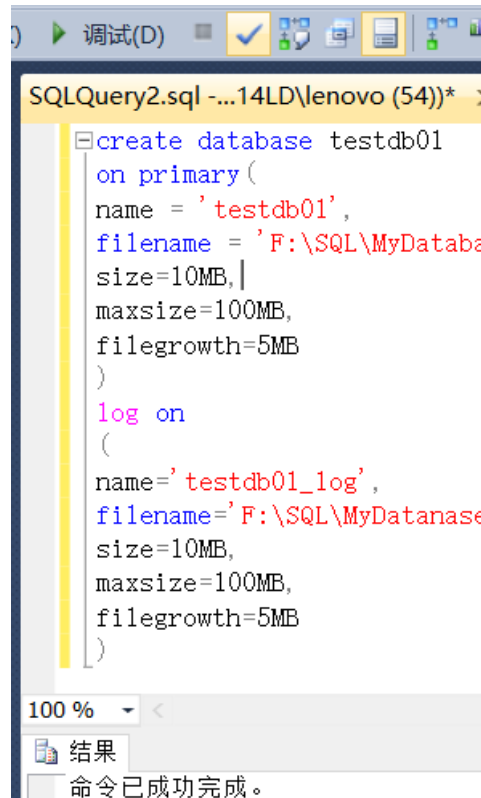 调试(D)
SQLQuery2.sql -...14LD\lenovo (54))*
create database testdb01
on primary(
name = 'testdb01',
filename = 'F:\SQL\MyDataba
size=10MB,
maxsize=100MB,
filegrowth=5MB
)
log on
(
name='testdb01_log',
filename='F:\SQL\MyDatanase
size=10MB,
maxsize=100MB,
filegrowth=5MB
)
100 %
结果
命令已成功完成。